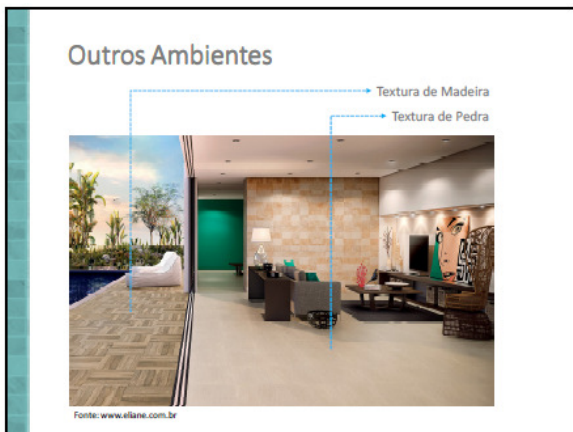 Outros Ambientes
Textura de Madeira
Textura de Pedra
Fonte: www.eliane.com.br